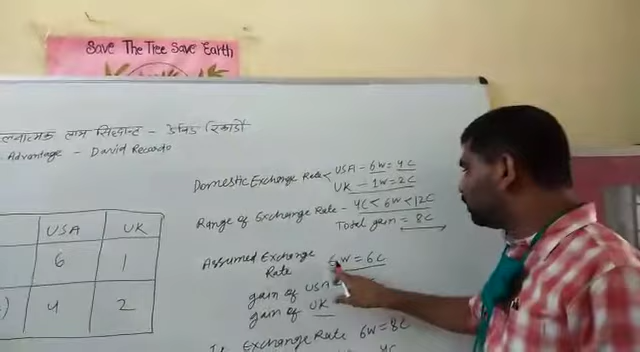 Save The Tree Save Earth
लनात्मक लाभ सिद्धान्त - डेविड रिकार्डो
Advantage - David Recardo
Domestic Exchange Rate < USA - 6W = 4C
UK - 1W = 2C
Range of Exchange Rate - 4C < 6W < 12C
Total gain = 8C
Assumed Exchange Rate 6W = 6C
gain of USA
gain of UK
USA UK
6 1
4 2
Exchange Rate 6W = 8C